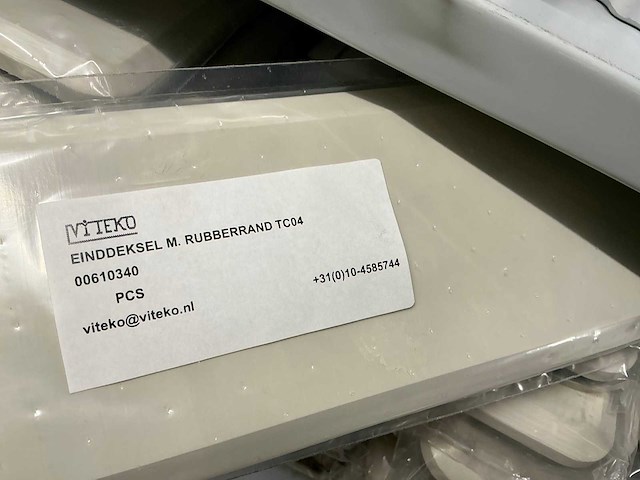 VITEKO
EINDDEKSEL M. RUBBERRAND TC04
00610340
PCS
+31(0)10-4585744
viteko@viteko.nl